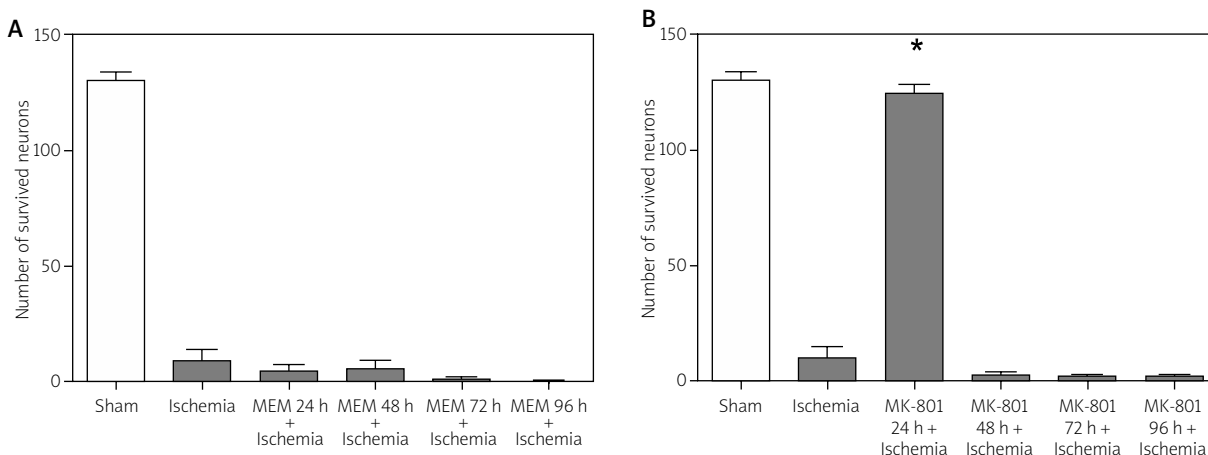 A
150
100
50
0
Number of survived neurons
Sham
Ischemia
MEM 24 h
+
Ischemia
MEM 48 h
+
Ischemia
MEM 72 h
+
Ischemia
MEM 96 h
+
Ischemia
B
150
100
50
0
Number of survived neurons
*
Sham
Ischemia
MK-801
24 h +
Ischemia
MK-801
48 h +
Ischemia
MK-801
72 h +
Ischemia
MK-801
96 h +
Ischemia